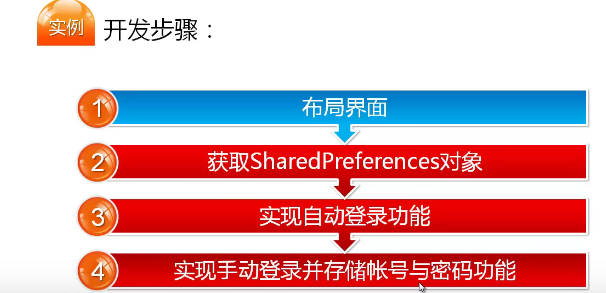 实例
开发步骤：
1 布局界面
2 获取SharedPreferences对象
3 实现自动登录功能
4 实现手动登录并存储帐号与密码功能